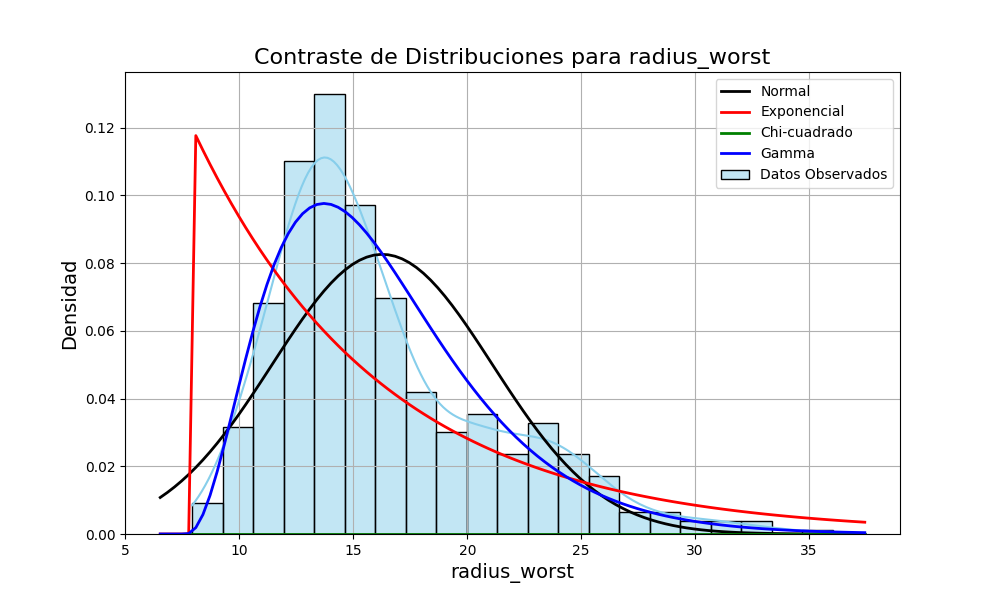 Contraste de Distribuciones para radius_worst
Normal
Exponencial
Chi-cuadrado
Gamma
Datos Observados
Densidad
0.12
0.10
0.08
0.06
0.04
0.02
0.00
5 10 15 20 25 30 35
radius_worst